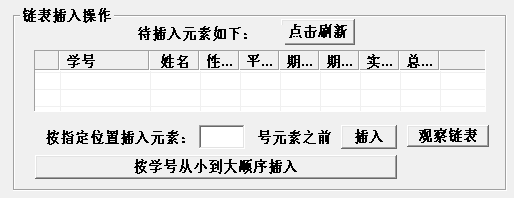 链表插入操作
待插入元素如下： 点击刷新
学号 姓名 性... 平... 期... 期... 实... 总...
按指定位置插入元素： 号元素之前 插入 观察链表
按学号从小到大顺序插入